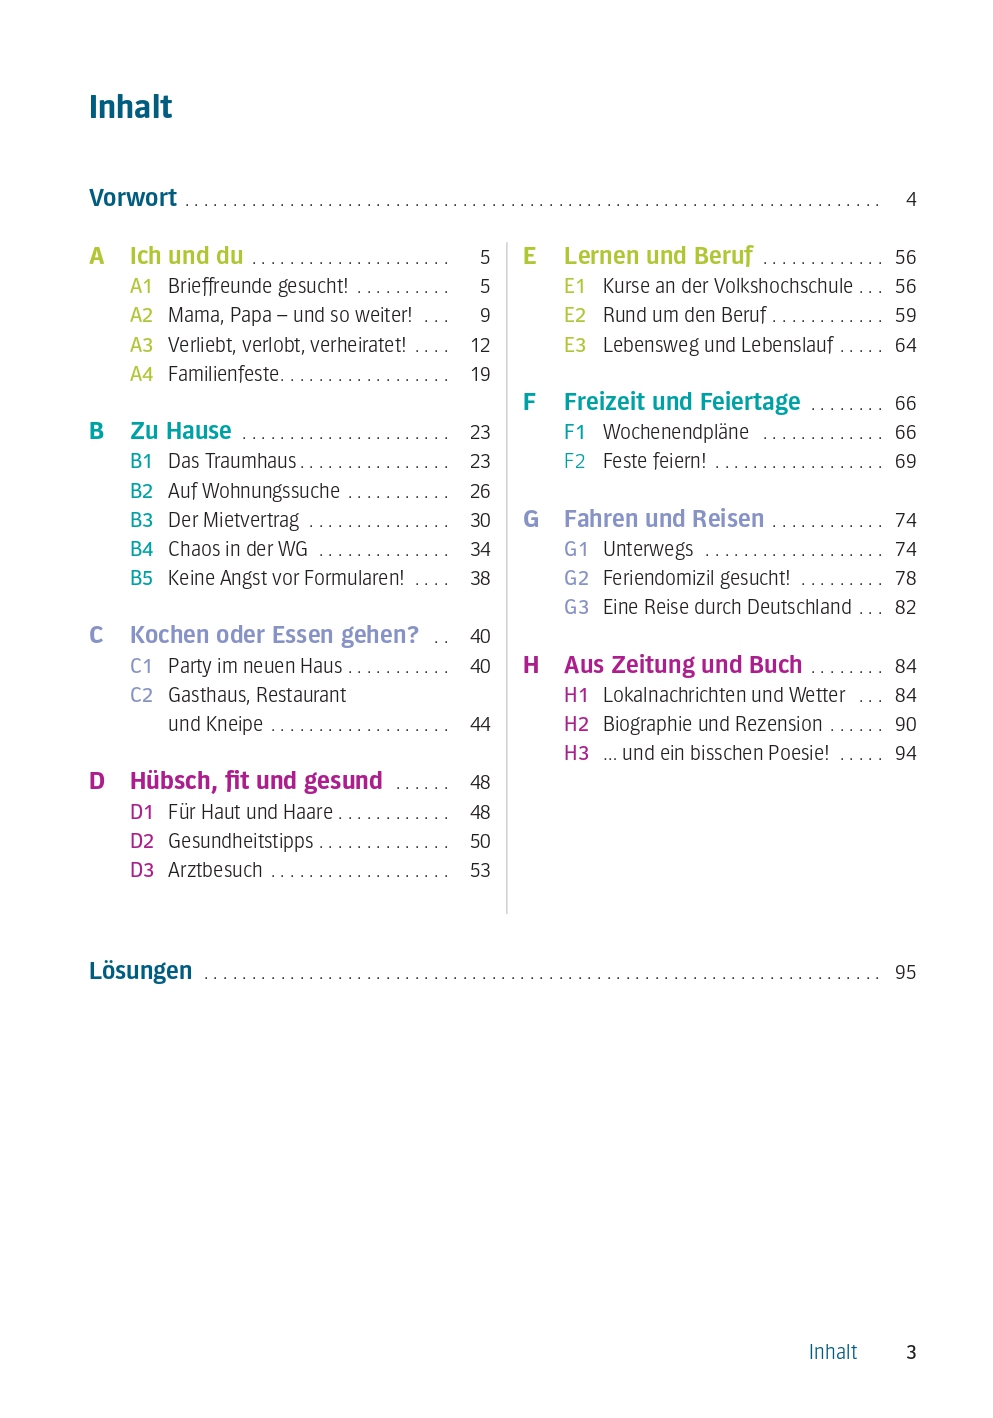 Inhalt
Vorwort . . . . . . . . . . . . . . . . . . . . . . . . . . . . . . . . . . . . . . . . 4
A Ich und du . . . . . . . . . . . . . . . . . . . . . 5
A1 Brieffreunde gesucht! . . . . . . . . . . 5
A2 Mama, Papa – und so weiter! . . . 9
A3 Verliebt, verlobt, verheiratet! . . . . 12
A4 Familienfeste. . . . . . . . . . . . . . . . . . 19
B Zu Hause . . . . . . . . . . . . . . . . . . . . . . 23
B1 Das Traumhaus . . . . . . . . . . . . . . . . 23
B2 Auf Wohnungssuche . . . . . . . . . . . 26
B3 Der Mietvertrag . . . . . . . . . . . . . . . 30
B4 Chaos in der WG . . . . . . . . . . . . . . 34
B5 Keine Angst vor Formularen! . . . . 38
C Kochen oder Essen gehen? . . 40
C1 Party im neuen Haus . . . . . . . . . . . 40
C2 Gasthaus, Restaurant
und Kneipe . . . . . . . . . . . . . . . . . . . 44
D Hübsch, fit und gesund . . . . . . 48
D1 Für Haut und Haare . . . . . . . . . . . . 48
D2 Gesundheitstipps . . . . . . . . . . . . . . 50
D3 Arztbesuch . . . . . . . . . . . . . . . . . . . 53
E Lernen und Beruf . . . . . . . . . . . . . 56
E1 Kurse an der Volkshochschule . . . 56
E2 Rund um den Beruf . . . . . . . . . . . . 59
E3 Lebensweg und Lebenslauf . . . . . 64
F Freizeit und Feiertage . . . . . . . . 66
F1 Wochenendpläne . . . . . . . . . . . . . 66
F2 Feste feiern! . . . . . . . . . . . . . . . . . . 69
G Fahren und Reisen . . . . . . . . . . . . 74
G1 Unterwegs . . . . . . . . . . . . . . . . . . . 74
G2 Feriendomizil gesucht! . . . . . . . . . 78
G3 Eine Reise durch Deutschland . . . 82
H Aus Zeitung und Buch . . . . . . . . 84
H1 Lokalnachrichten und Wetter . . . 84
H2 Biographie und Rezension . . . . . . 90
H3 ... und ein bisschen Poesie! . . . . . 94
Lösungen . . . . . . . . . . . . . . . . . . . . . . . . . . . . . . . . . . . . . . . . 95
Inhalt 3